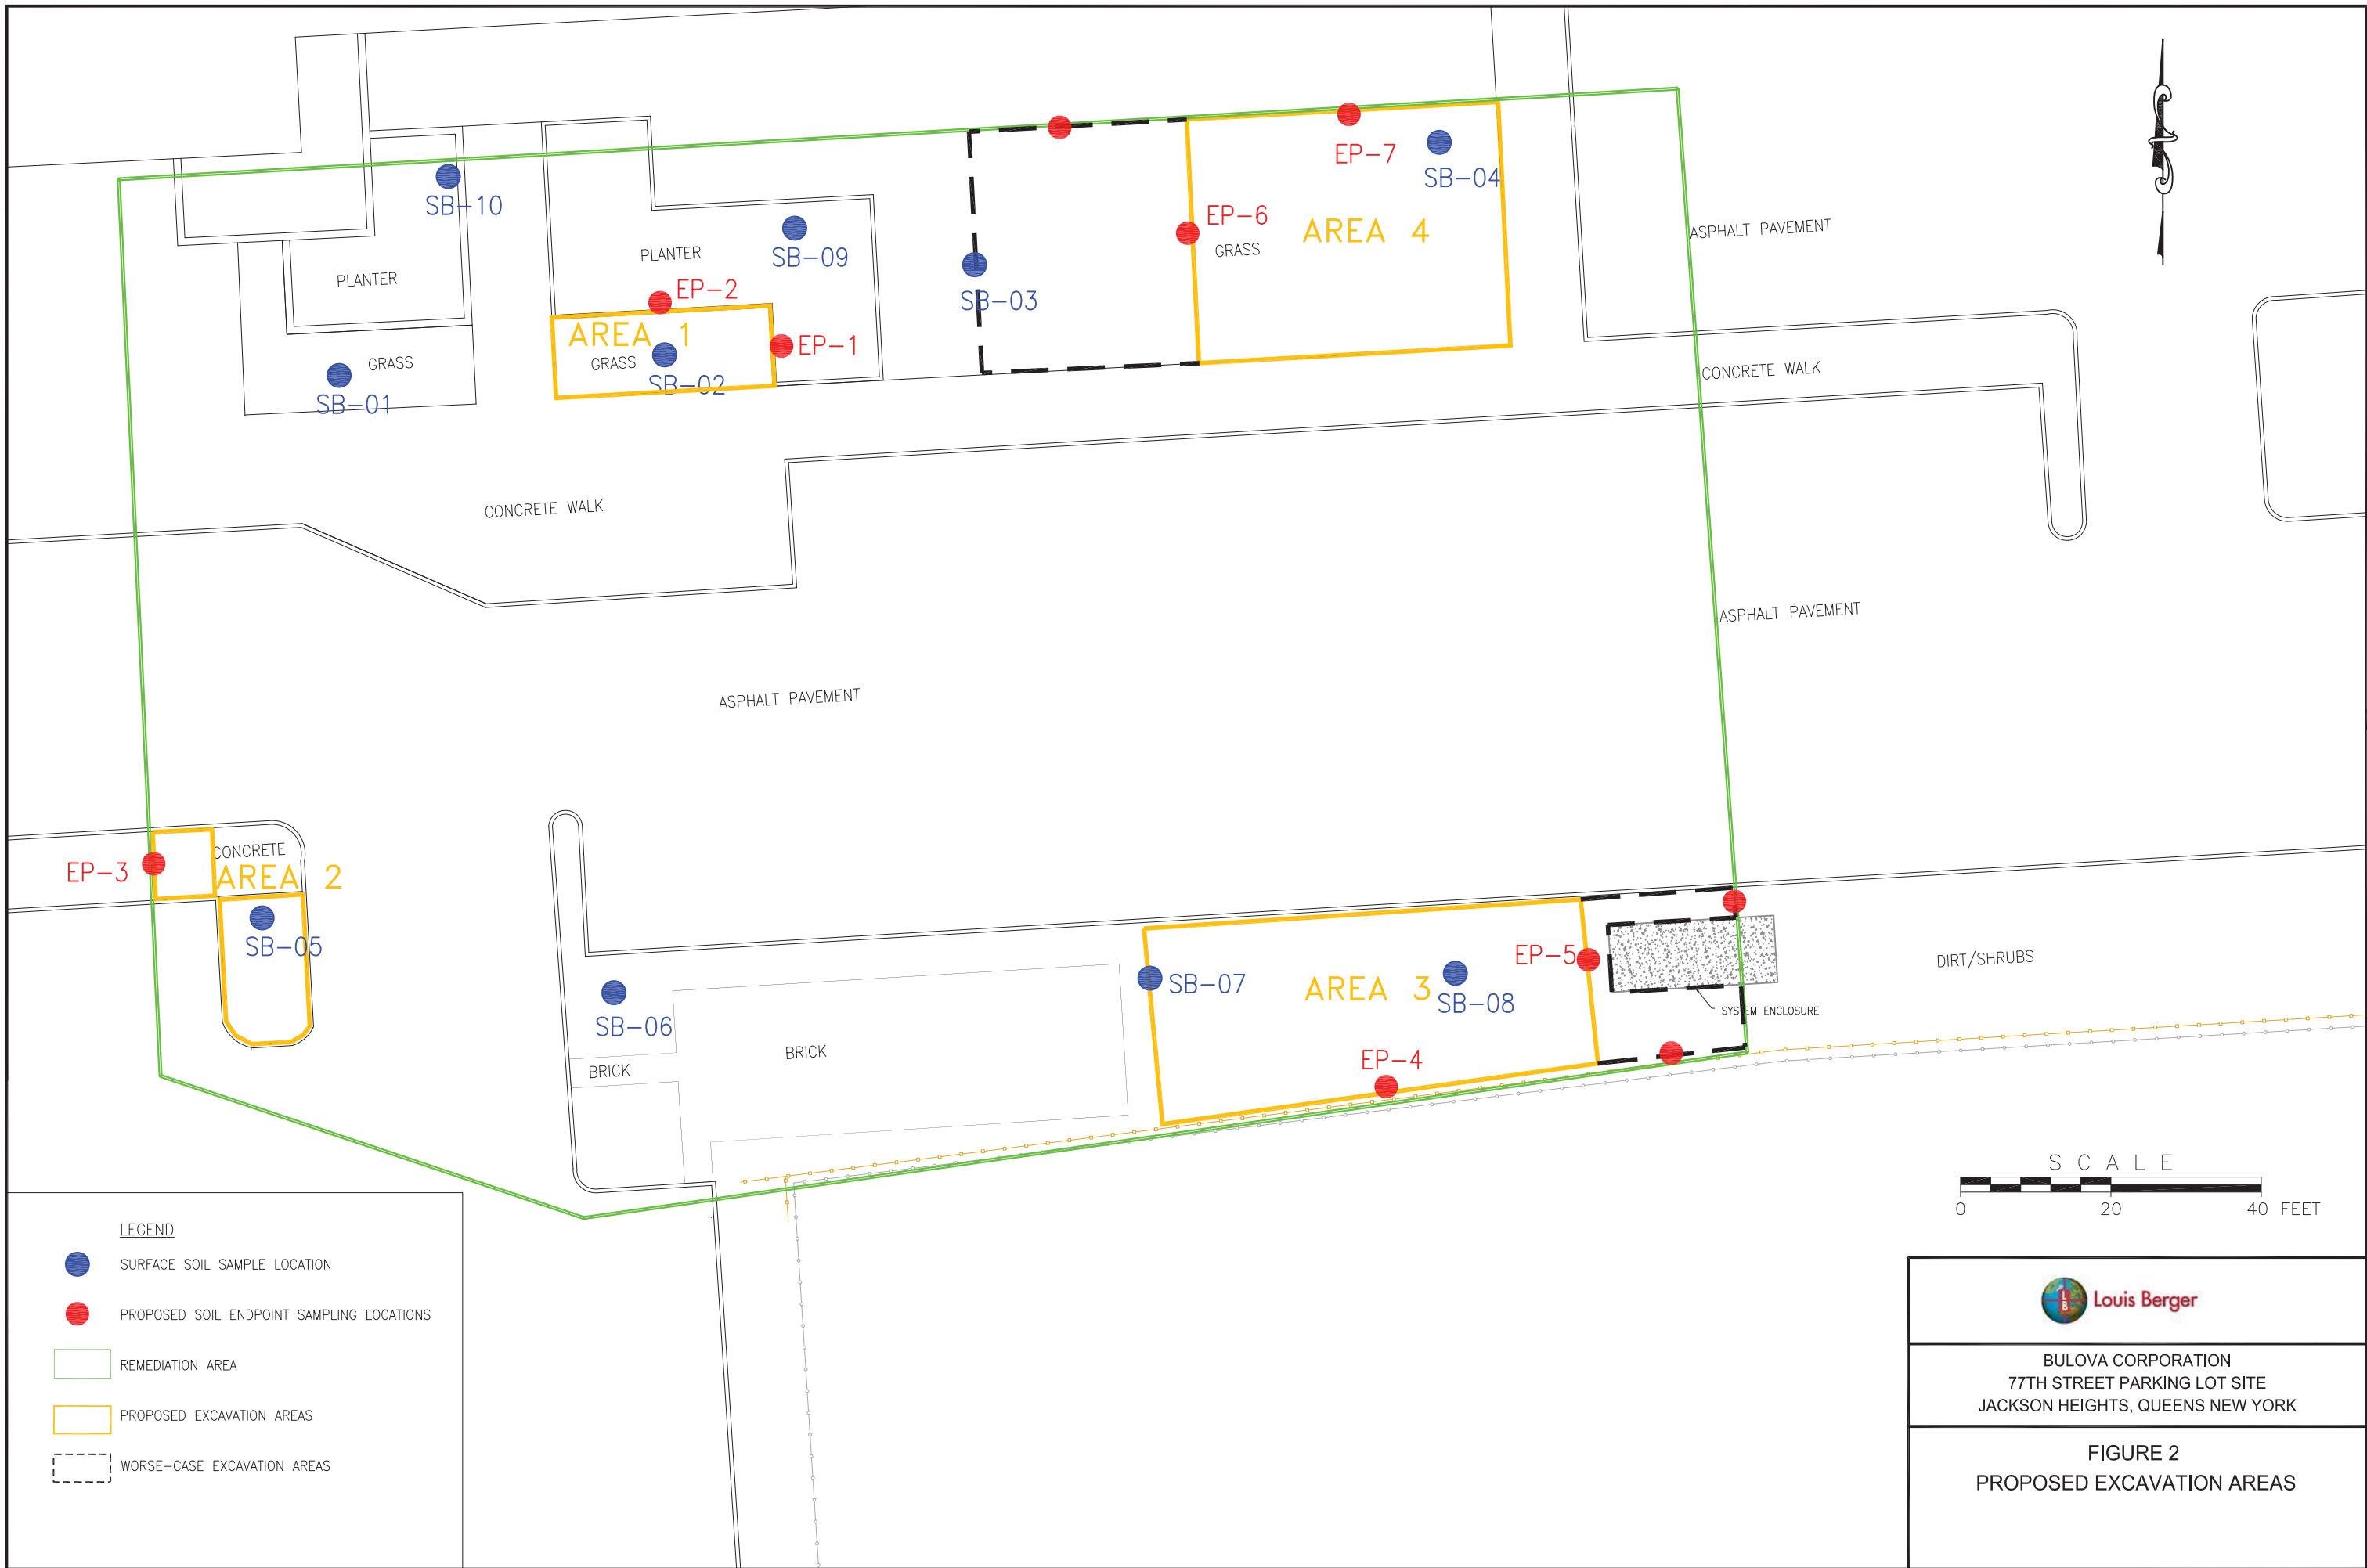 EP-7
SB-04
SB-10
EP-6
AREA 4
GRASS
ASPHALT PAVEMENT
PLANTER
SB-09
PLANTER
EP-2
SB-03
AREA 1
EP-1
GRASS
GRASS
SB-02
CONCRETE WALK
SB-01
CONCRETE WALK
ASPHALT PAVEMENT
ASPHALT PAVEMENT
CONCRETE
EP-3
AREA 2
SB-05
EP-5
DIRT/SHRUBS
SB-07
AREA 3
SB-08
SYSTEM ENCLOSURE
SB-06
BRICK
EP-4
BRICK
SCALE
0 20 40 FEET
LEGEND
SURFACE SOIL SAMPLE LOCATION
PROPOSED SOIL ENDPOINT SAMPLING LOCATIONS
REMEDIATION AREA
PROPOSED EXCAVATION AREAS
WORSE-CASE EXCAVATION AREAS
LB
Louis Berger
BULOVA CORPORATION
77TH STREET PARKING LOT SITE
JACKSON HEIGHTS, QUEENS NEW YORK
FIGURE 2
PROPOSED EXCAVATION AREAS